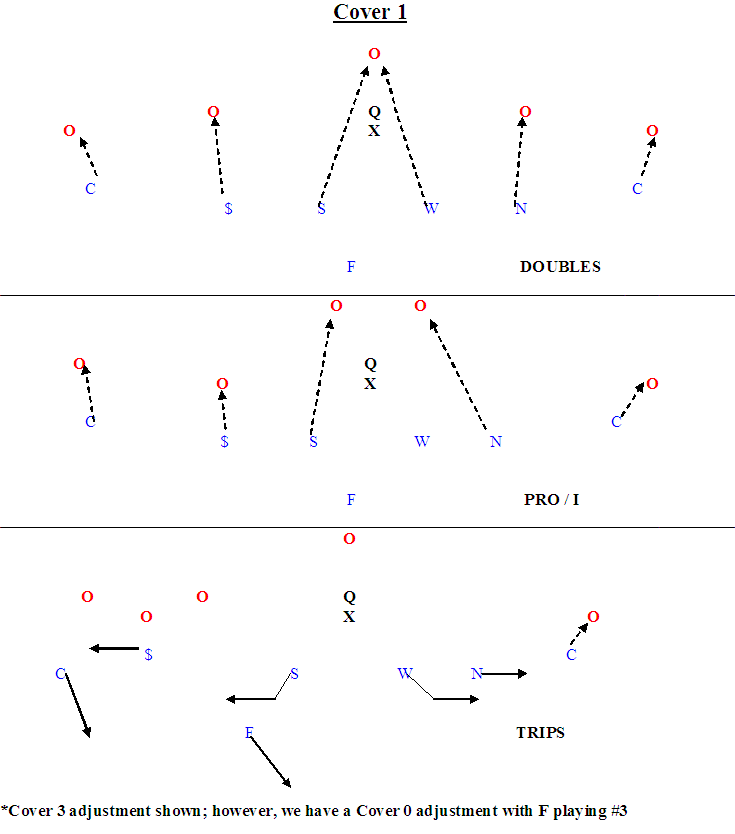 Cover 1
O
O O Q O O
X
C C
$ S W N
F DOUBLES
O O
O Q
O X O
C C
$ S W N
F PRO / I
O
O O Q
O X O
$ C
C S W N
F TRIPS
*Cover 3 adjustment shown; however, we have a Cover 0 adjustment with F playing #3